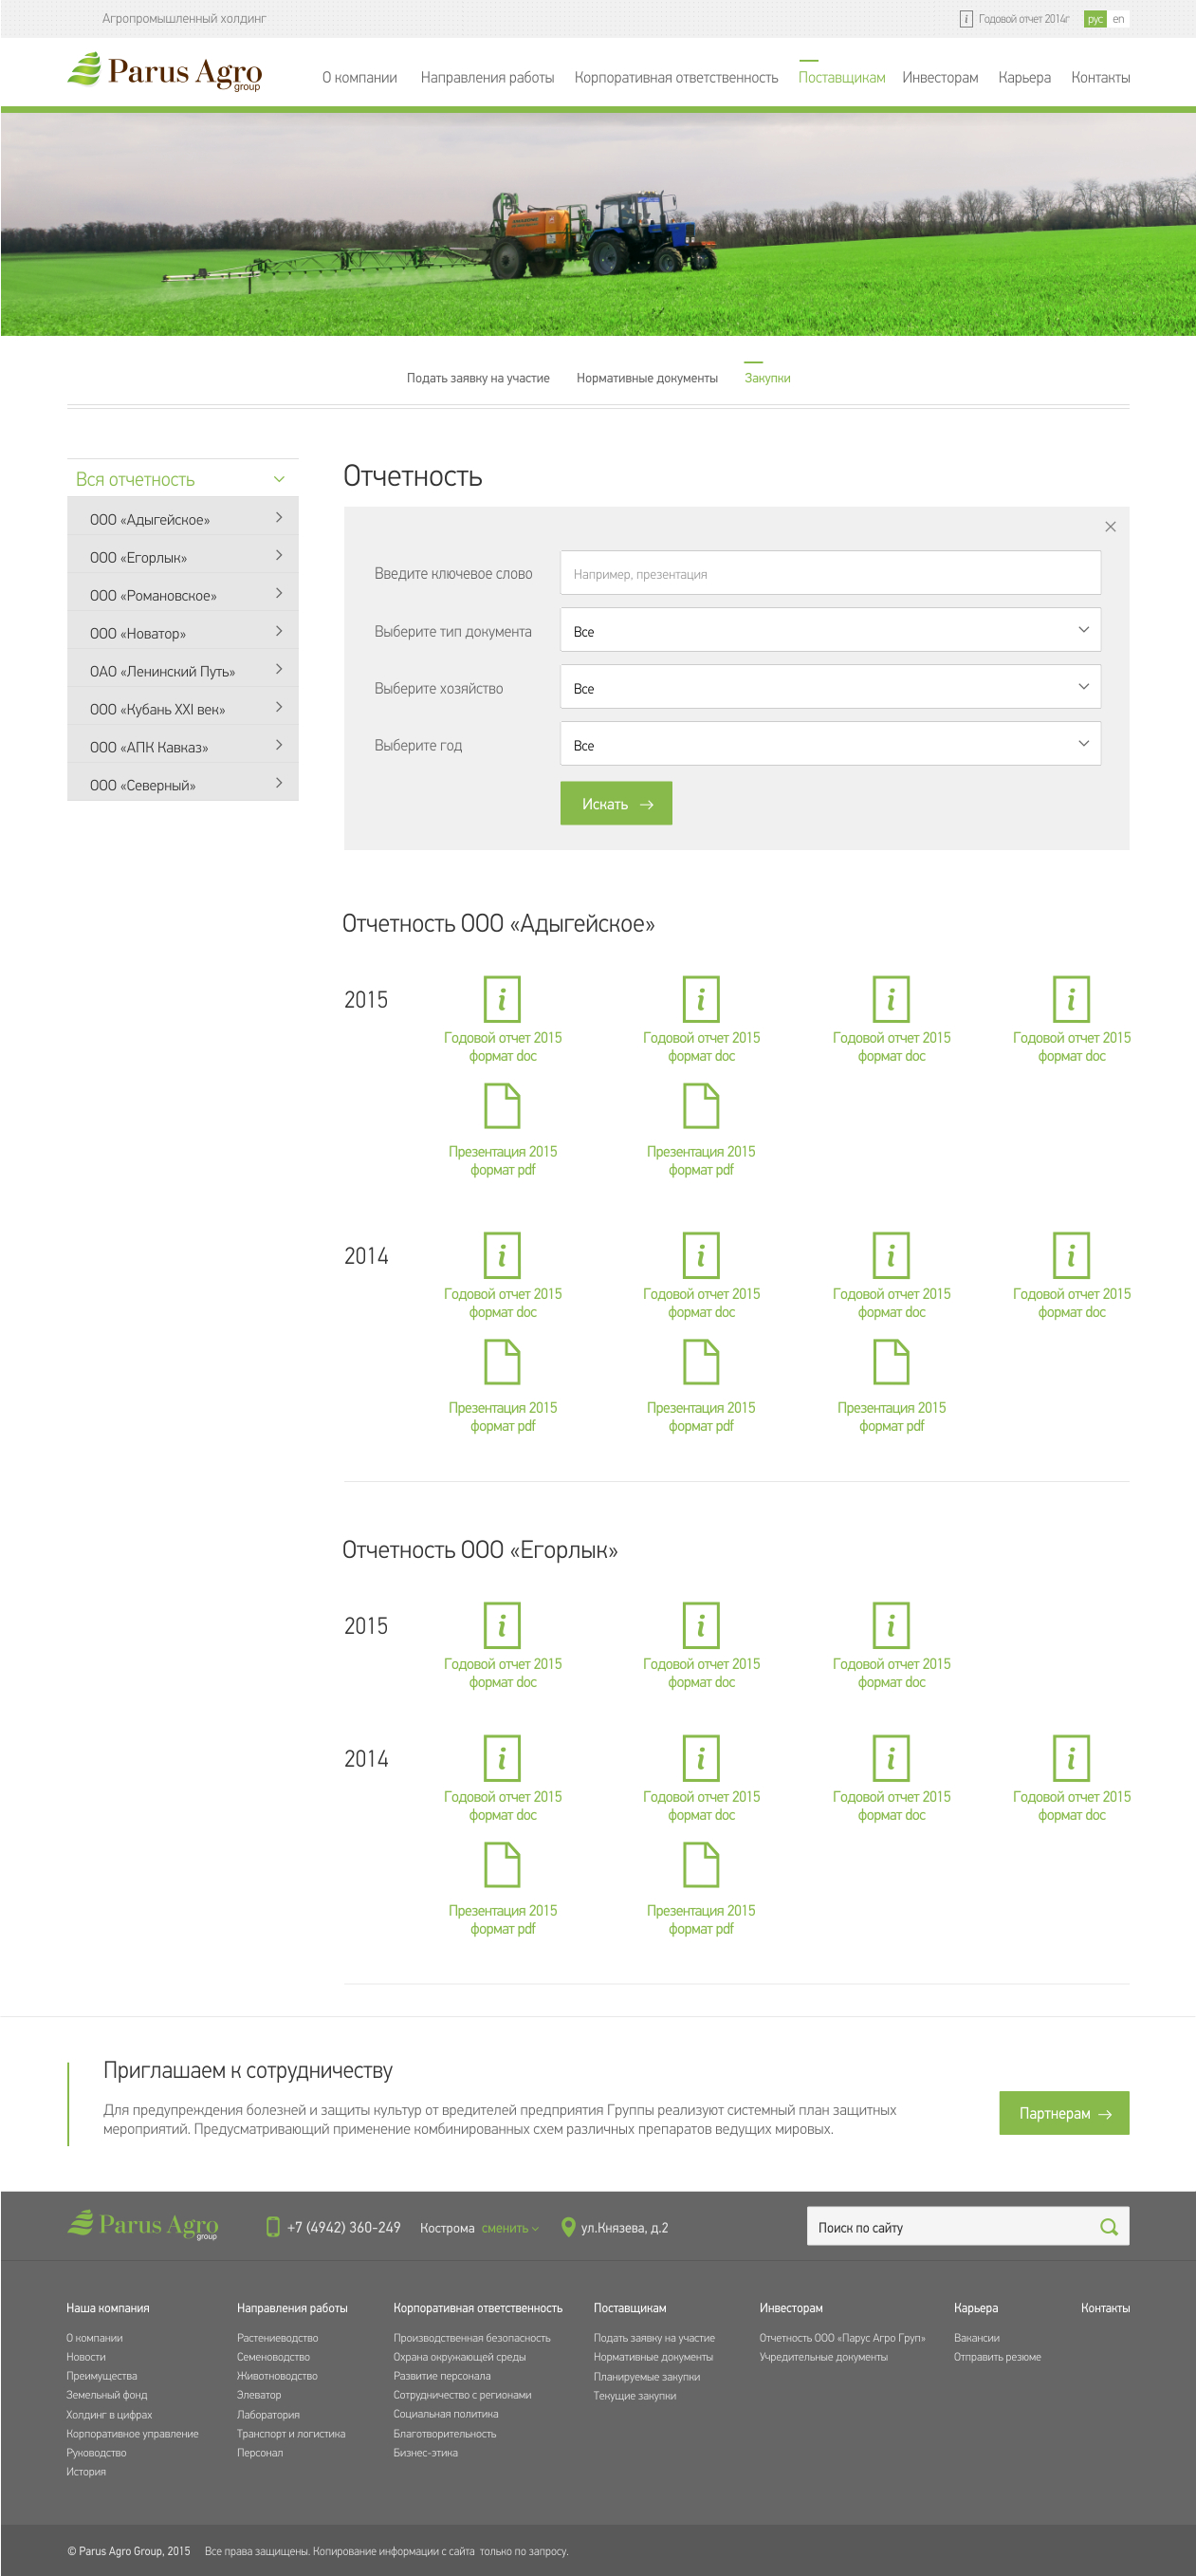 Агропромышленный холдинг
i Годовой отчет 2014г рус en
Parus Agro group
О компании Направления работы Корпоративная ответственность Поставщикам Инвесторам Карьера Контакты
Подать заявку на участие Нормативные документы Закупки
Вся отчетность
ООО «Адыгейское»
ООО «Егорлык»
ООО «Романовское»
ООО «Новатор»
ОАО «Ленинский Путь»
ООО «Кубань XXI век»
ООО «АПК Кавказ»
ООО «Северный»
Отчетность
Введите ключевое слово Например, презентация
Выберите тип документа Все
Выберите хозяйство Все
Выберите год Все
Искать
Отчетность ООО «Адыгейское»
2015 i i i i
Годовой отчет 2015 Годовой отчет 2015 Годовой отчет 2015 Годовой отчет 2015
формат doc формат doc формат doc формат doc
Презентация 2015 Презентация 2015
формат pdf формат pdf
2014 i i i i
Годовой отчет 2015 Годовой отчет 2015 Годовой отчет 2015 Годовой отчет 2015
формат doc формат doc формат doc формат doc
Презентация 2015 Презентация 2015 Презентация 2015
формат pdf формат pdf формат pdf
Отчетность ООО «Егорлык»
2015 i i i
Годовой отчет 2015 Годовой отчет 2015 Годовой отчет 2015
формат doc формат doc формат doc
2014 i i i i
Годовой отчет 2015 Годовой отчет 2015 Годовой отчет 2015 Годовой отчет 2015
формат doc формат doc формат doc формат doc
Презентация 2015 Презентация 2015
формат pdf формат pdf
Приглашаем к сотрудничеству
Для предупреждения болезней и защиты культур от вредителей предприятия Группы реализуют системный план защитных
мероприятий. Предусматривающий применение комбинированных схем различных препаратов ведущих мировых.
Партнерам
Parus Agro group +7 (4942) 360-249 Кострома сменить ул.Князева, д.2 Поиск по сайту
Наша компания
О компании
Новости
Преимущества
Земельный фонд
Холдинг в цифрах
Корпоративное управление
Руководство
История
Направления работы
Растениеводство
Семеноводство
Животноводство
Элеватор
Лаборатория
Транспорт и логистика
Персонал
Корпоративная ответственность
Производственная безопасность
Охрана окружающей среды
Развитие персонала
Сотрудничество с регионами
Социальная политика
Благотворительность
Бизнес-этика
Поставщикам
Подать заявку на участие
Нормативные документы
Планируемые закупки
Текущие закупки
Инвесторам
Отчетность ООО «Парус Агро Груп»
Учредительные документы
Карьера
Вакансии
Отправить резюме
Контакты
© Parus Agro Group, 2015 Все права защищены. Копирование информации с сайта только по запросу.